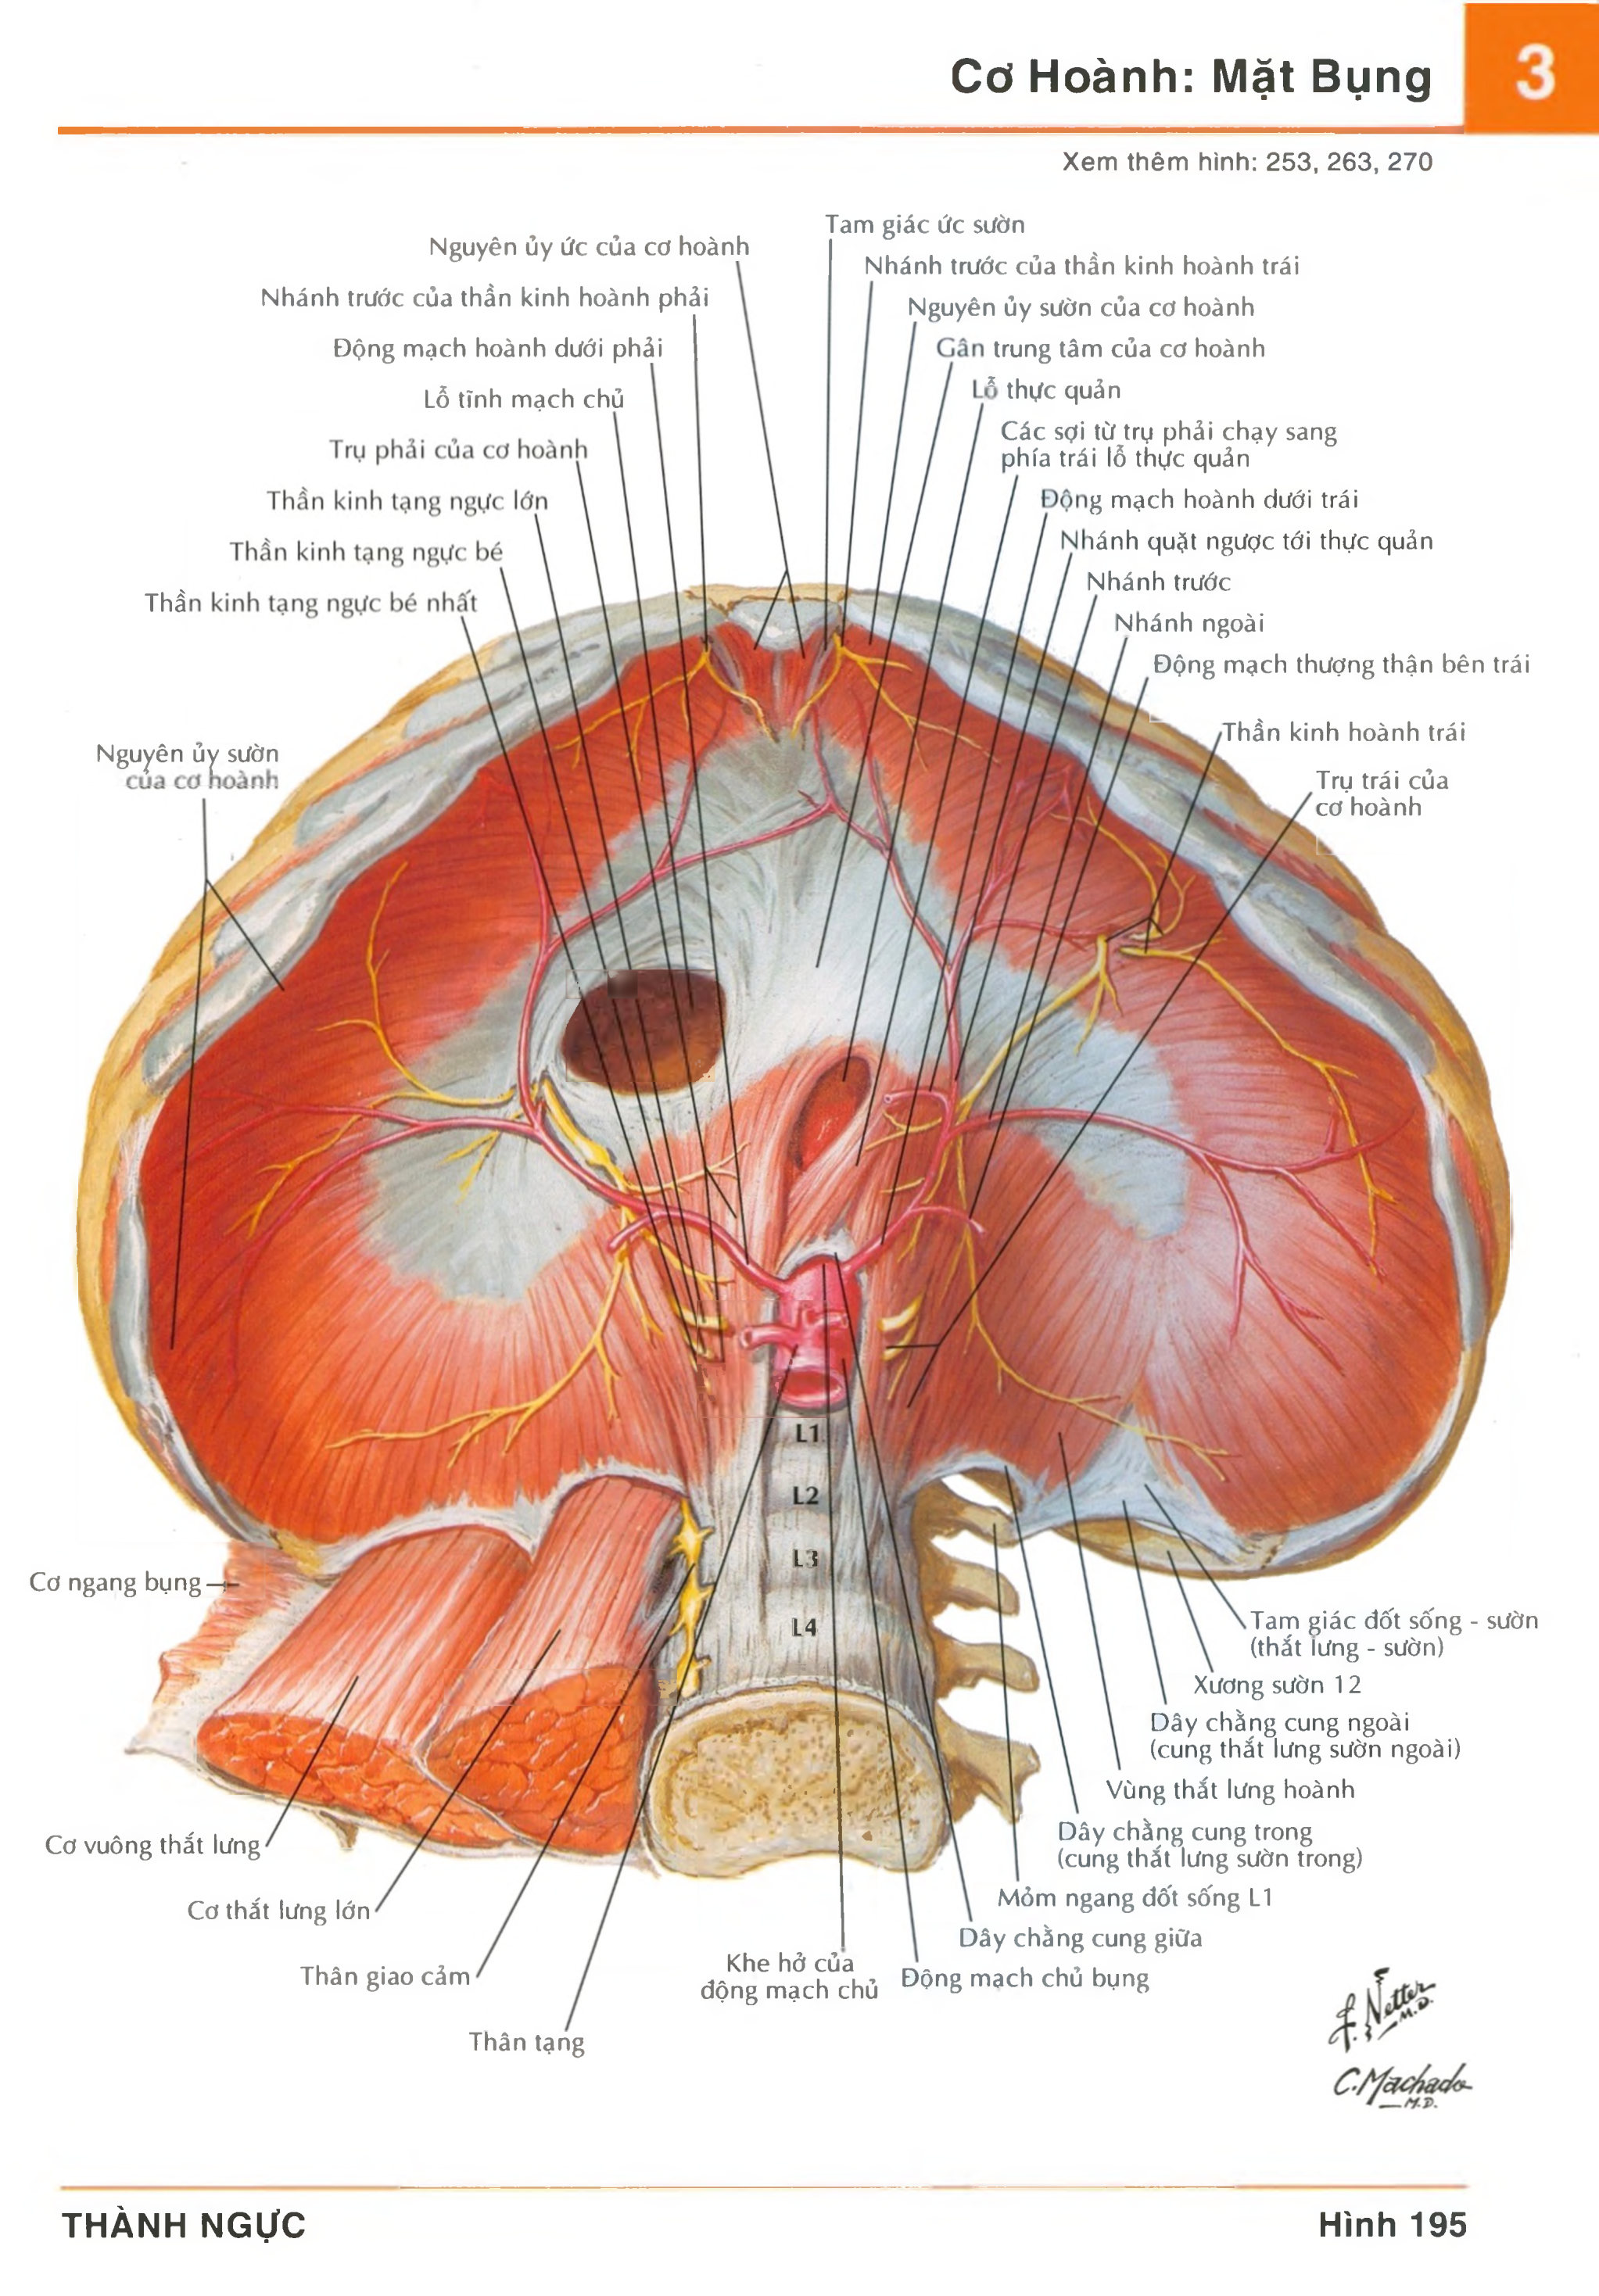 Cơ Hoành: Mặt Bụng
3
Xem thêm hình: 253, 263, 270
Nguyên ủy ức của cơ hoành
Nhánh trước của thần kinh hoành phải
Động mạch hoành dưới phải
Lỗ tĩnh mạch chủ
Trụ phải của cơ hoành
Thần kinh tạng ngực lớn
Thần kinh tạng ngực bé
Thần kinh tạng ngực bé nhất
Nguyên ủy sườn
của cơ hoành
Tam giác ức sườn
Nhánh trước của thần kinh hoành trái
Nguyên ủy sườn của cơ hoành
Gân trung tâm của cơ hoành
Lỗ thực quản
Các sợi từ trụ phải chạy sang
phía trái lỗ thực quản
Động mạch hoành dưới trái
Nhánh quặt ngược tới thực quản
Nhánh trước
Nhánh ngoài
Động mạch thượng thận bên trái
Thần kinh hoành trái
Trụ trái của
cơ hoành
L1
L2
L3
L4
Cơ ngang bụng
Cơ vuông thắt lưng
Cơ thắt lưng lớn
Thân giao cảm
Thân tạng
Khe hở của
động mạch chủ
Động mạch chủ bụng
Dây chằng cung giữa
Mỏm ngang đốt sống L1
Dây chằng cung trong
(cung thắt lưng sườn trong)
Vùng thắt lưng hoành
Dây chằng cung ngoài
(cung thắt lưng sườn ngoài)
Xương sườn 12
Tam giác đốt sống - sườn
(thắt lưng - sườn)
F. Netter
M.D.
C. Machado
M.D.
THÀNH NGỰC
Hình 195